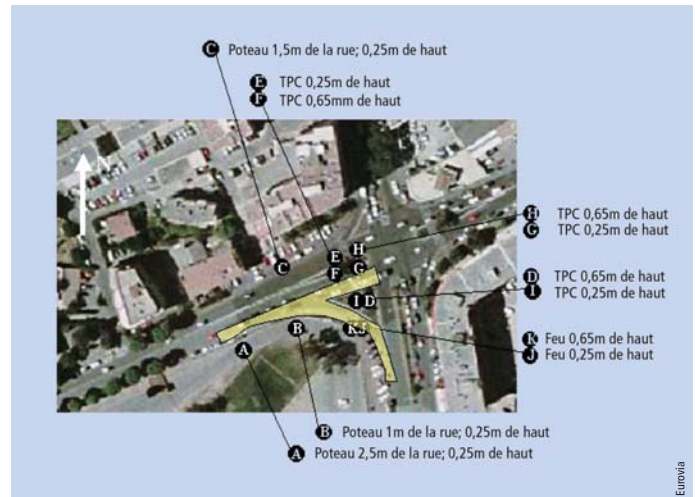 C Poteau 1,5m de la rue; 0,25m de haut
E TPC 0,25m de haut
F TPC 0,65mm de haut
N
H TPC 0,65m de haut
G TPC 0,25m de haut
H
E
G
F
C
D TPC 0,65m de haut
I TPC 0,25m de haut
I D
B
K J
K Feu 0,65m de haut
J Feu 0,25m de haut
A
B Poteau 1m de la rue; 0,25m de haut
A Poteau 2,5m de la rue; 0,25m de haut
Eurovia